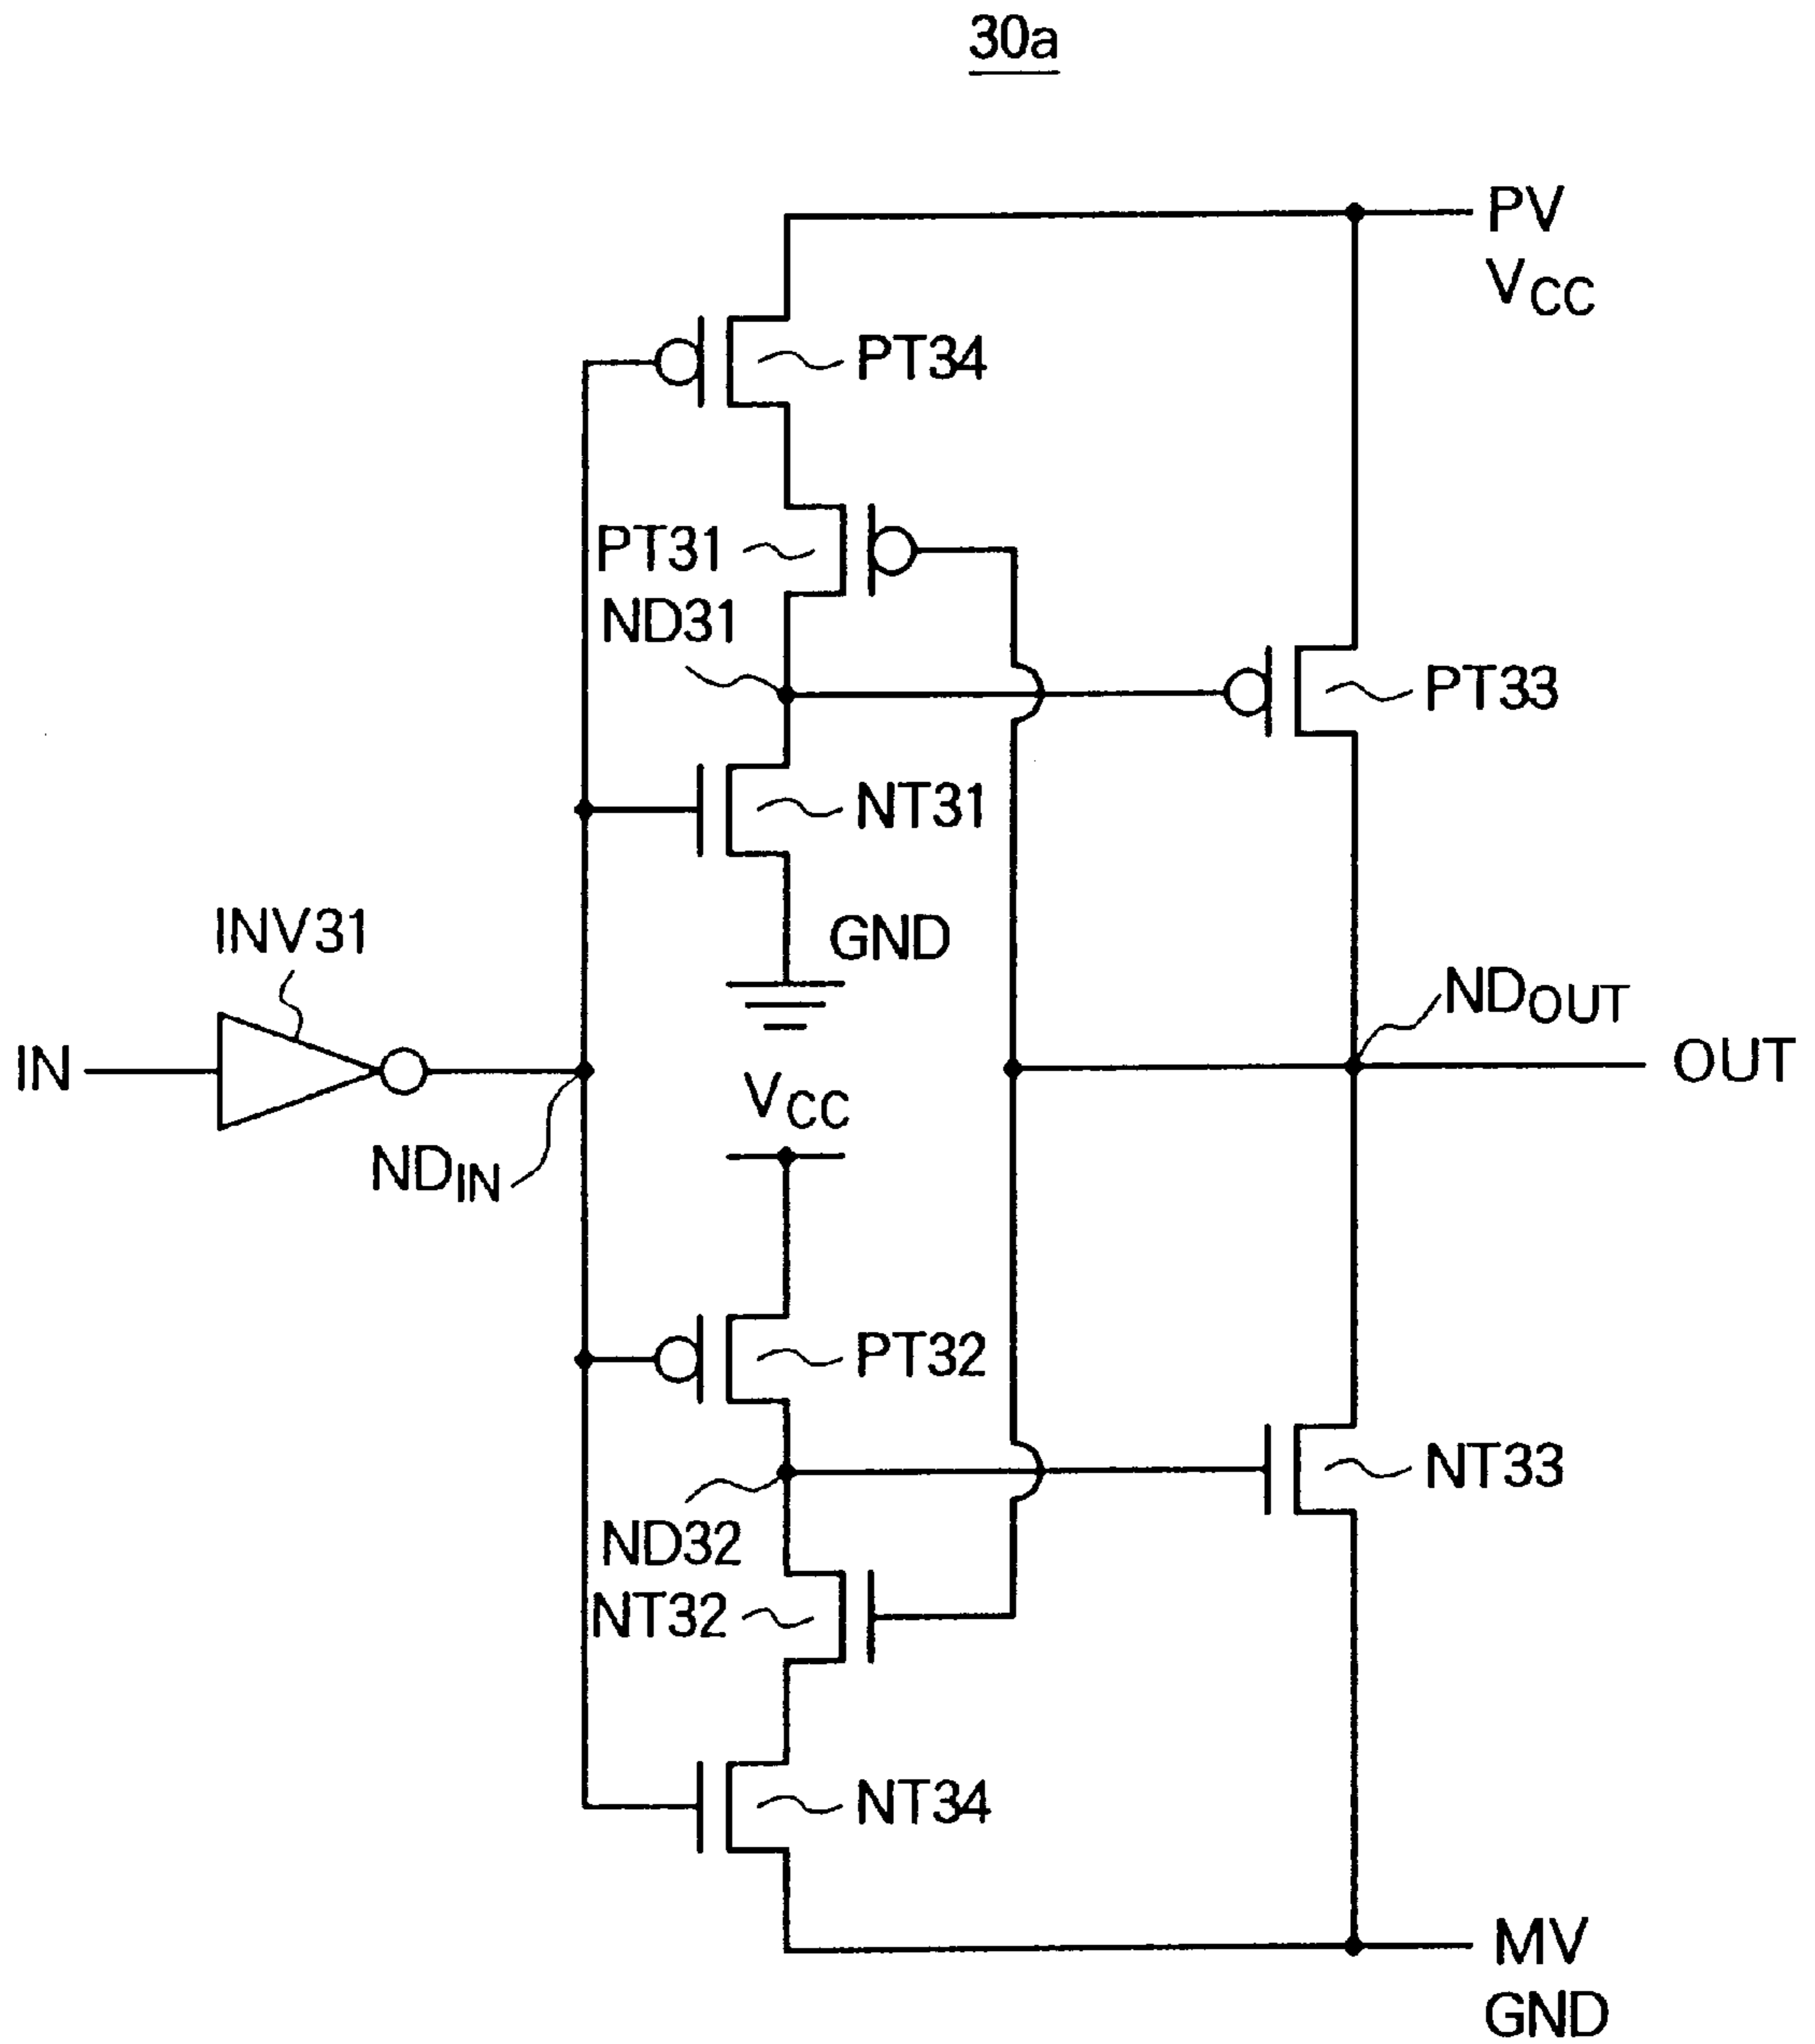 30a
PV
VCC
PT34
PT31
ND31
PT33
NT31
GND
INV31
IN
NDIN
NDOUT
OUT
VCC
PT32
ND32
NT33
NT32
NT34
MV
GND